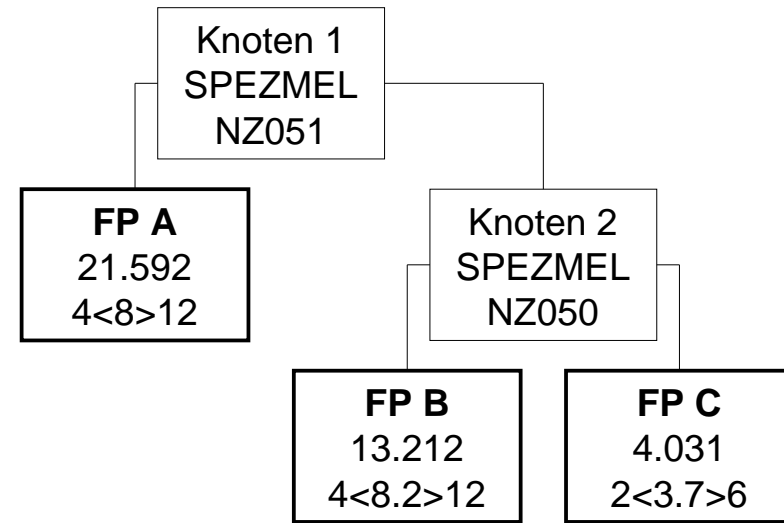 Knoten 1
SPEZMEL
NZ051
FP A
21.592
4<8>12
Knoten 2
SPEZMEL
NZ050
FP B
13.212
4<8.2>12
FP C
4.031
2<3.7>6